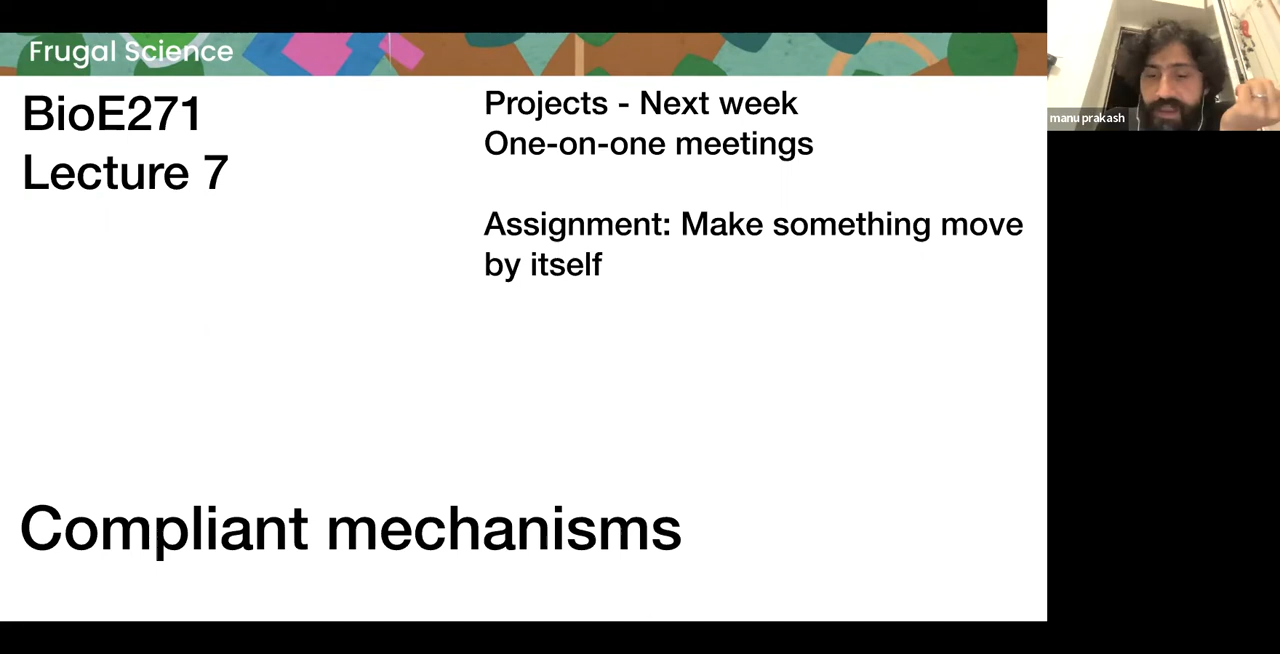 Frugal Science
BioE271
Lecture 7
Projects - Next week
One-on-one meetings
Assignment: Make something move
by itself
Compliant mechanisms
manu prakash